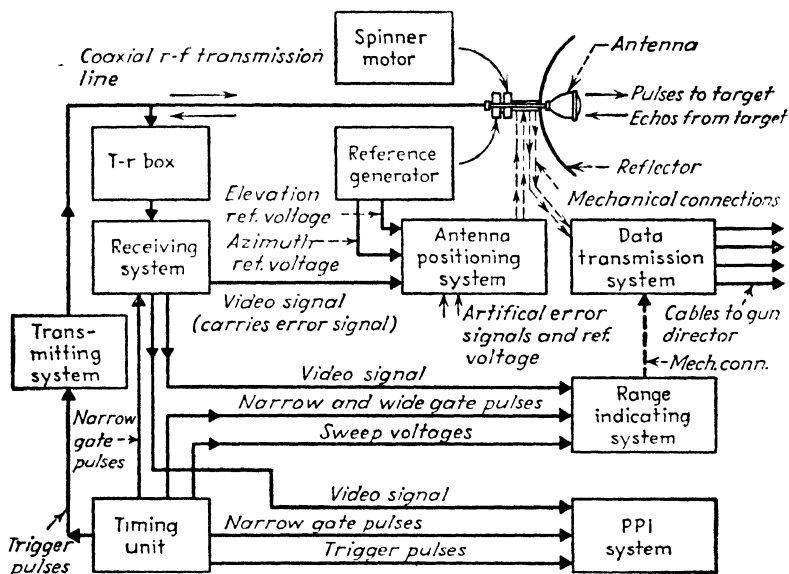 Spinner
motor
Coaxial r-f transmission
line
Antenna
Pulses to target
Echos from target
T-r box
Reference
generator
Reflector
Mechanical connections
Elevation
ref. voltage
Azimuth
ref. voltage
Receiving
system
Antenna
positioning
system
Data
transmission
system
Video signal
(carries error signal)
Artifical error
signals and ref.
voltage
Cables to gun
director
Mech.conn.
Trans-
mitting
system
Video signal
Narrow and wide gate pulses
Sweep voltages
Range
indicating
system
Narrow
gate
pulses
Video signal
Narrow gate pulses
Trigger pulses
Timing
unit
PPI
system
Trigger
pulses